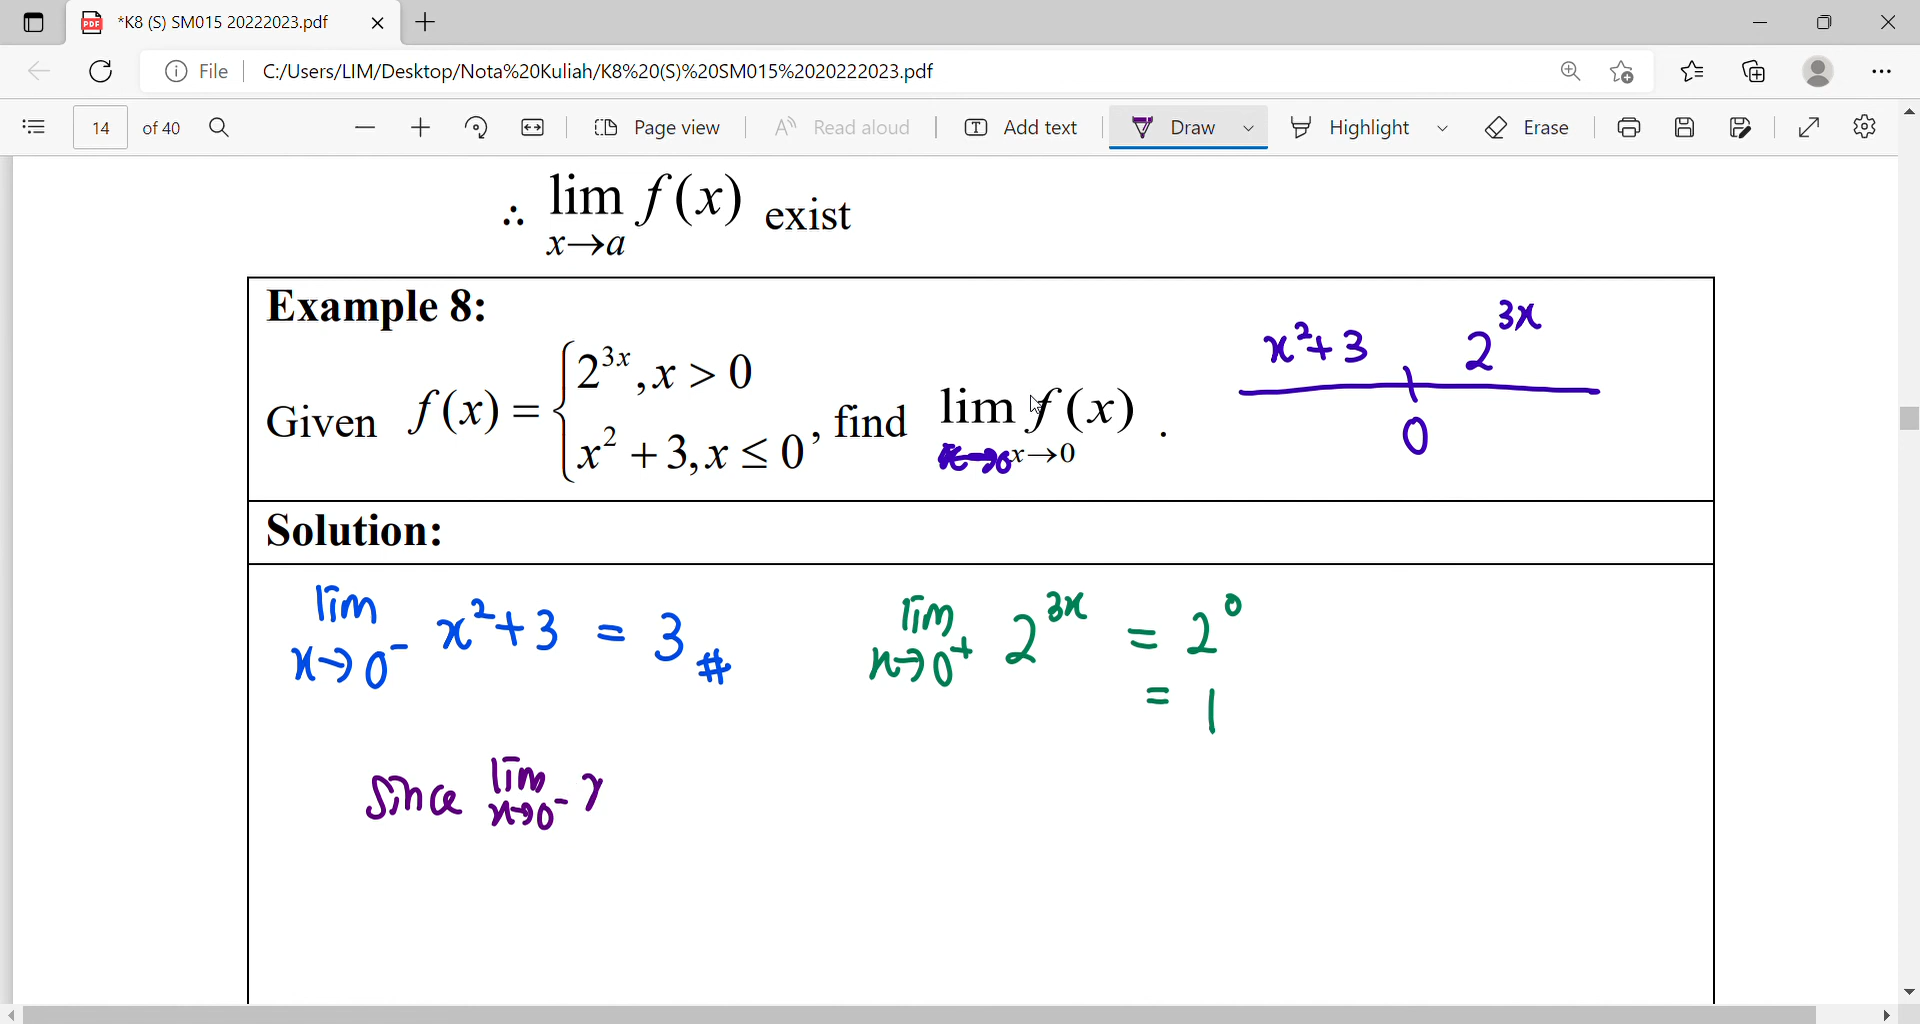 *K8 (S) SM015 20222023.pdf
File C:/Users/LIM/Desktop/Nota%20Kuliah/K8%20(S)%20SM015%2020222023.pdf
14 of 40 Page view Read aloud Add text Draw Highlight Erase
∴ lim x→a f(x) exist
Example 8:
Given f(x) = { 2^{3x}, x > 0
x² + 3, x ≤ 0 , find lim x→0 f(x) .
x→0
x²+3 2^{3x}
0
Solution:
lim x→0⁻ x²+3 = 3 #
lim x→0⁺ 2^{3x} = 2⁰
= 1
Since lim x→0⁻